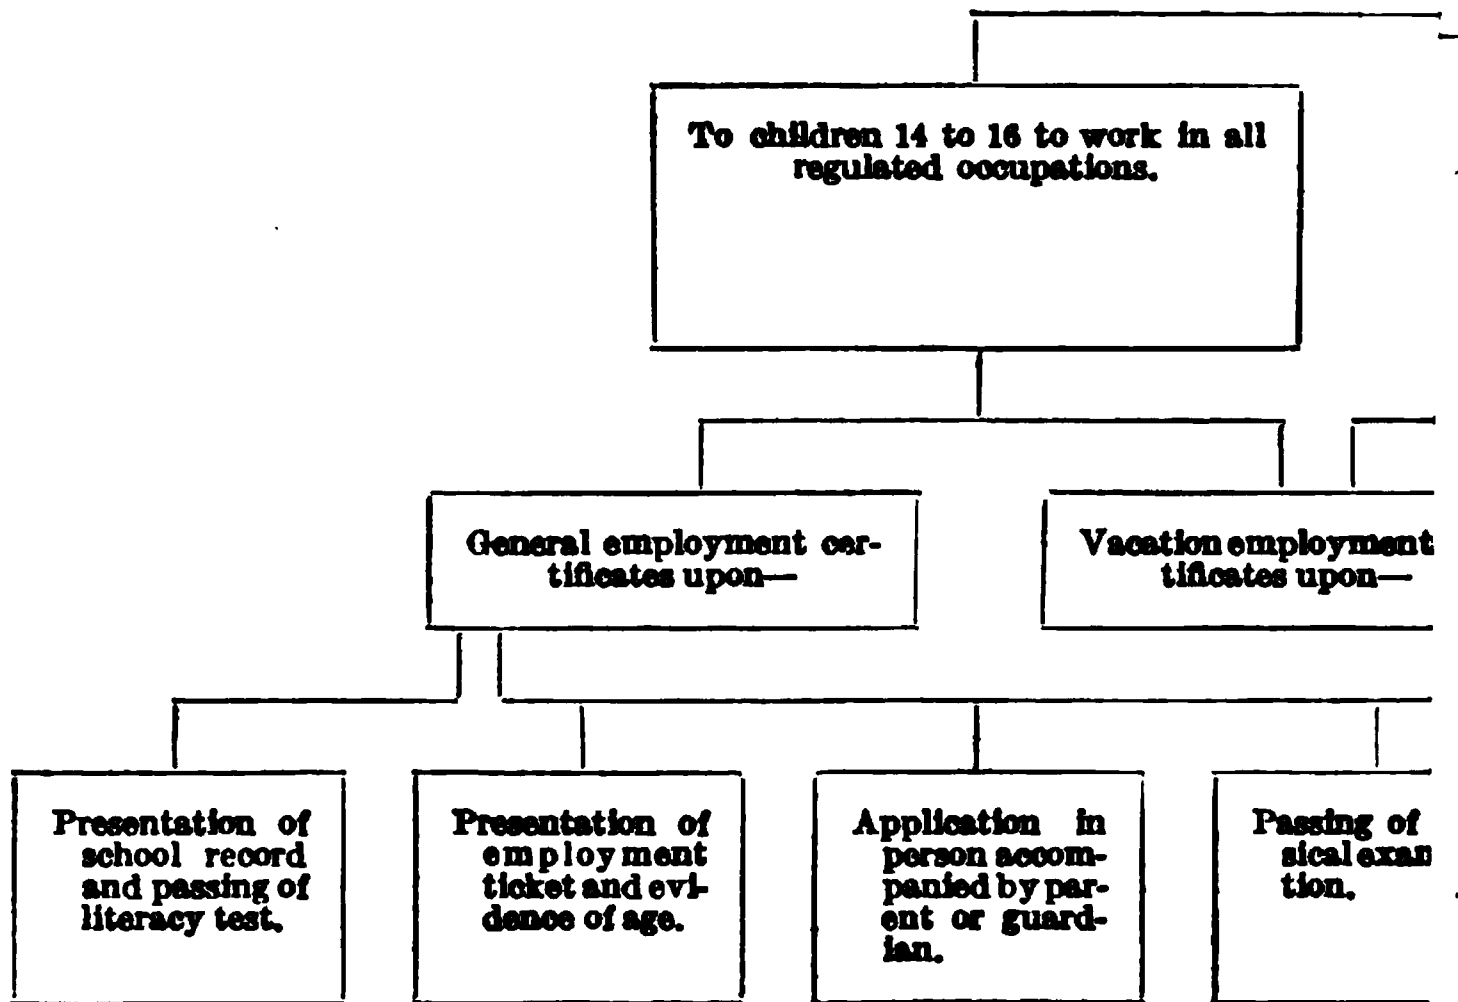 To children 14 to 16 to work in all
regulated occupations.
General employment cer-
tificates upon—
Vacation employment
tificates upon—
Presentation of
school record
and passing of
literacy test.
Presentation of
employment
ticket and evi-
dence of age.
Application in
person accom-
panied by par-
ent or guard-
ian.
Passing of
sical exam
tion.